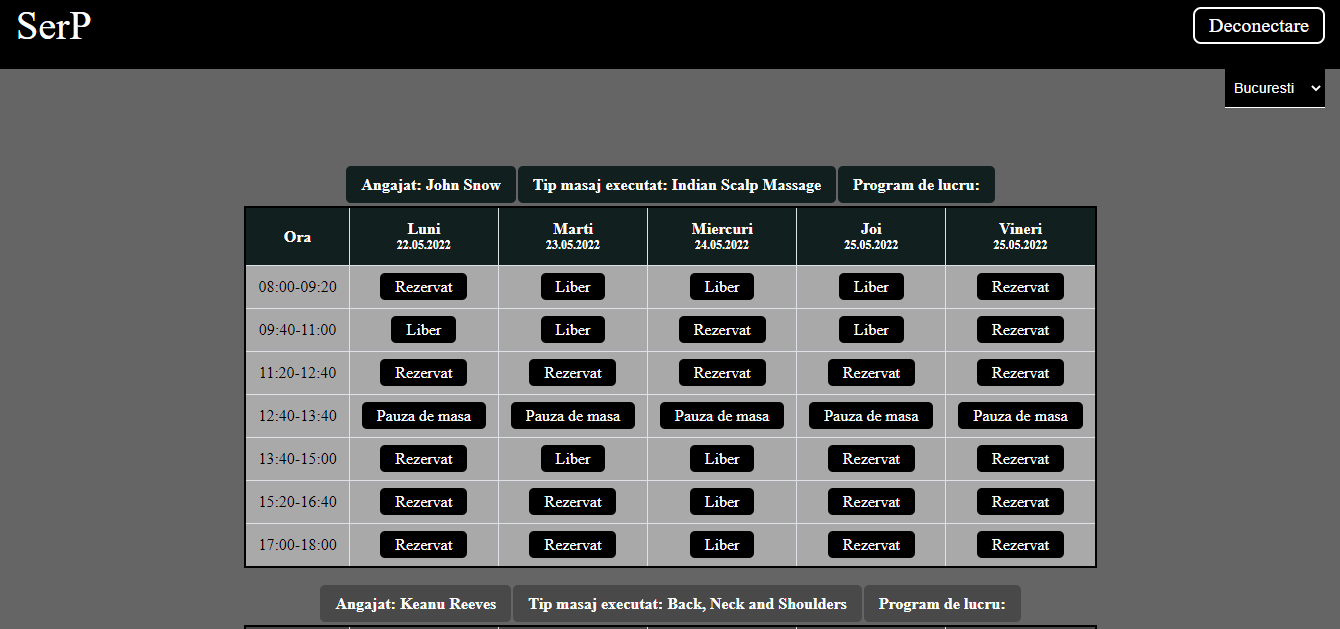 SerP
Deconectare
Bucuresti
Angajat: John Snow Tip masaj executat: Indian Scalp Massage Program de lucru:
Ora Luni Marti Miercuri Joi Vineri
22.05.2022 23.05.2022 24.05.2022 25.05.2022 25.05.2022
08:00-09:20 Rezervat Liber Liber Liber Rezervat
09:40-11:00 Liber Liber Rezervat Liber Rezervat
11:20-12:40 Rezervat Rezervat Rezervat Rezervat Rezervat
12:40-13:40 Pauza de masa Pauza de masa Pauza de masa Pauza de masa Pauza de masa
13:40-15:00 Rezervat Liber Liber Rezervat Rezervat
15:20-16:40 Rezervat Rezervat Liber Rezervat Rezervat
17:00-18:00 Rezervat Rezervat Liber Rezervat Rezervat
Angajat: Keanu Reeves Tip masaj executat: Back, Neck and Shoulders Program de lucru: